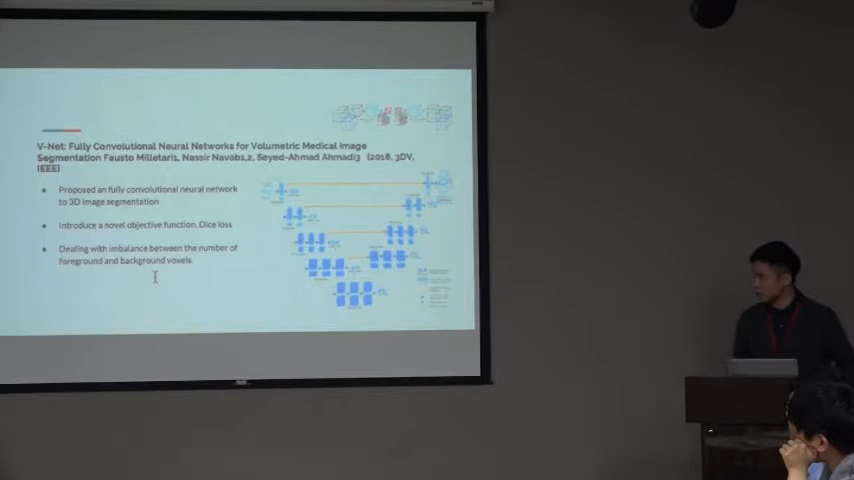 V-Net: Fully Convolutional Neural Networks for Volumetric Medical Image
Segmentation Fausto Milletari1, Nassir Navab1,2, Seyed-Ahmad Ahmadi3 (2016, 3DV,
IEEE)
Proposed an fully convolutional neural network
to 3D image segmentation
Introduce a novel objective function, Dice loss
Dealing with imbalance between the number of
foreground and background voxels.